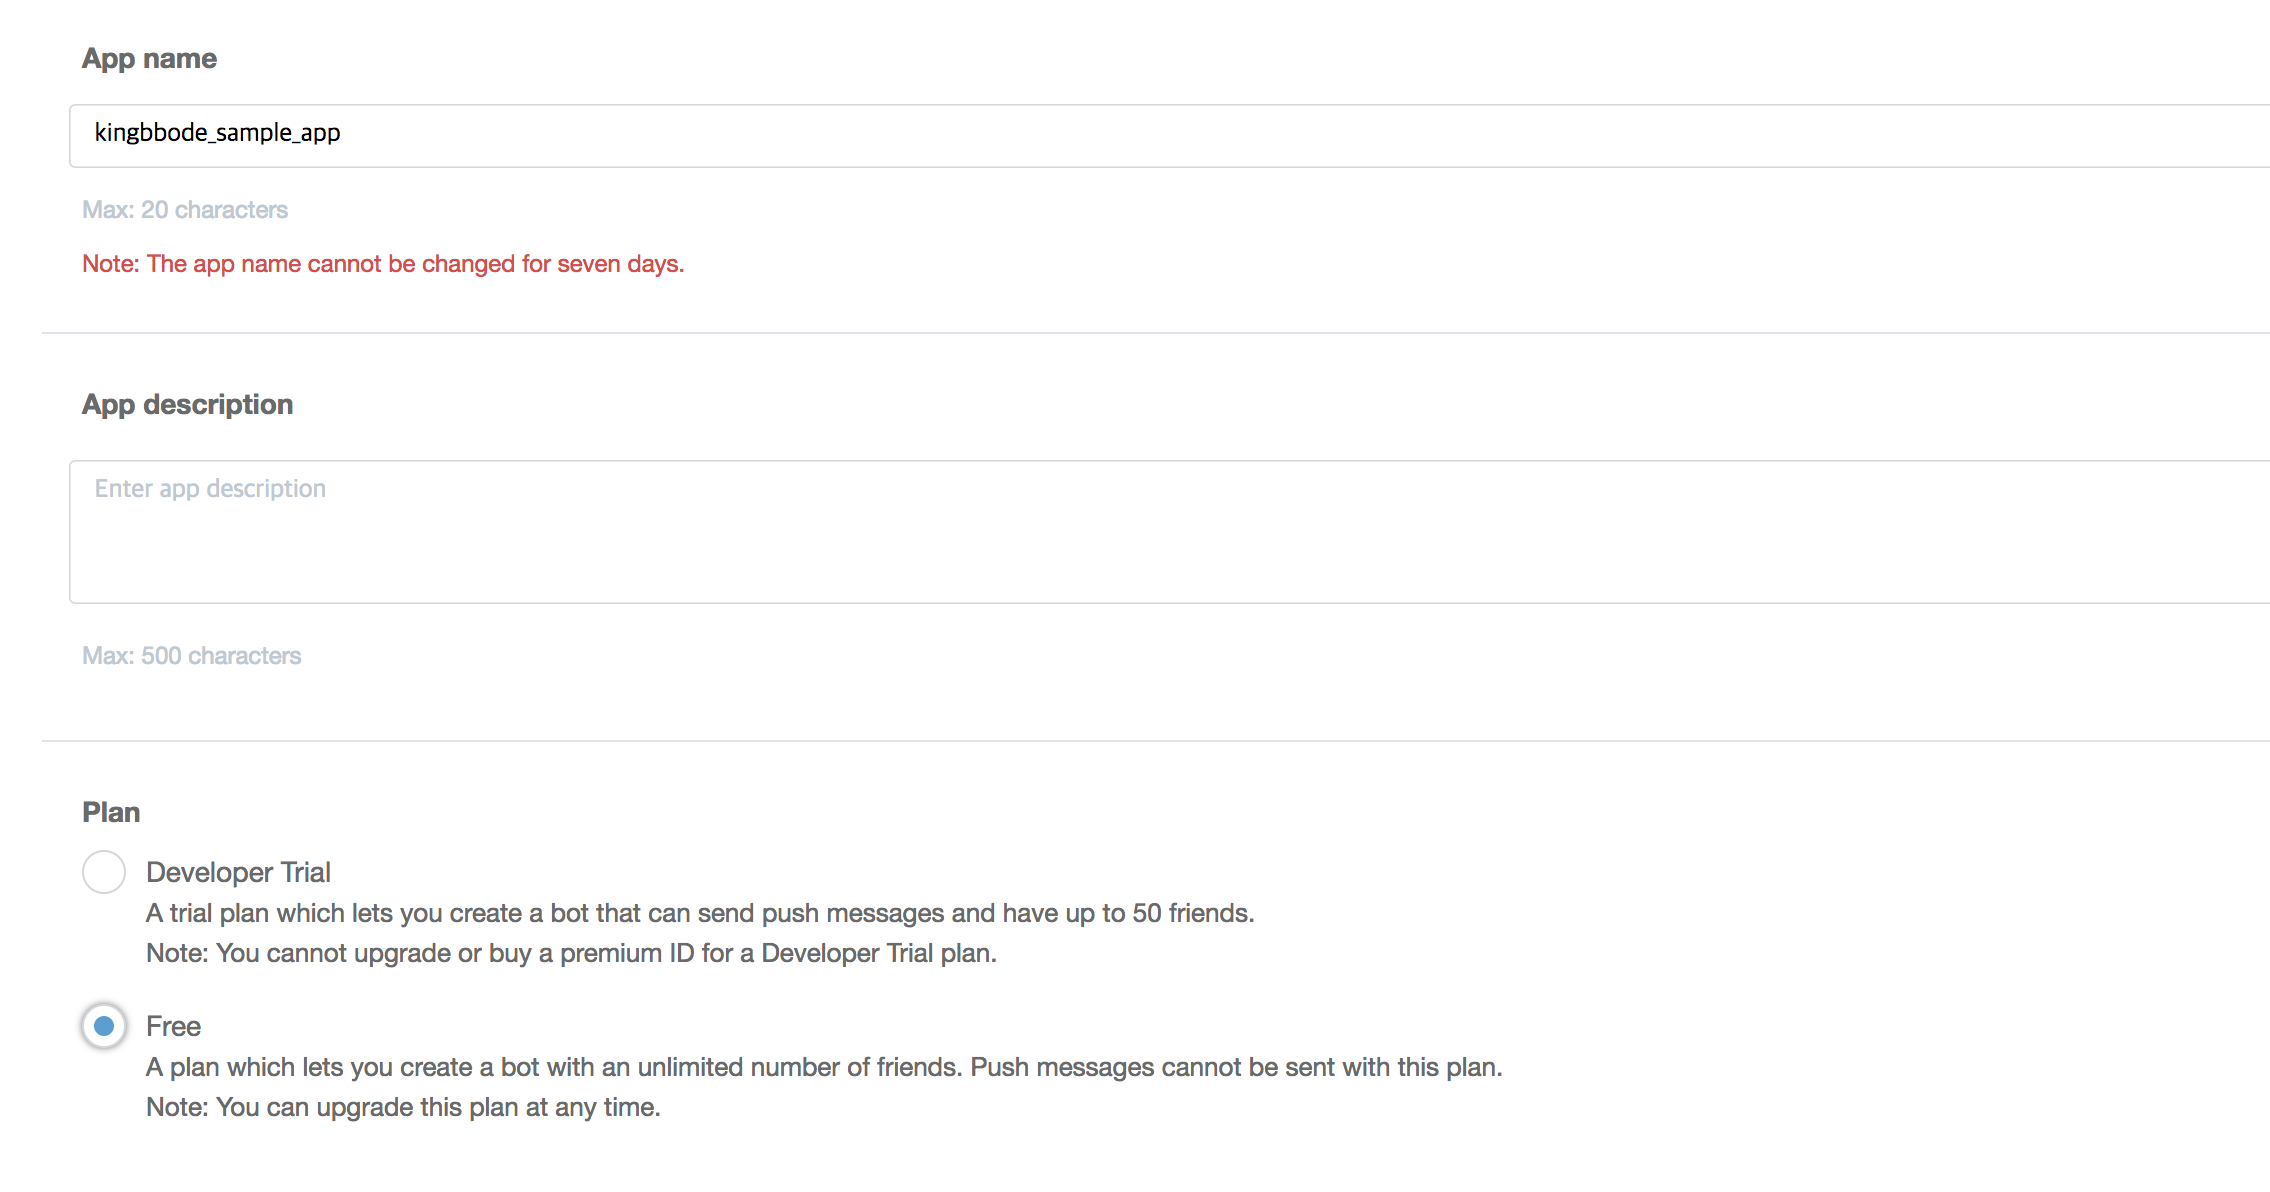 App name
kingbbode_sample_app
Max: 20 characters
Note: The app name cannot be changed for seven days.
App description
Enter app description
Max: 500 characters
Plan
Developer Trial
A trial plan which lets you create a bot that can send push messages and have up to 50 friends.
Note: You cannot upgrade or buy a premium ID for a Developer Trial plan.
Free
A plan which lets you create a bot with an unlimited number of friends. Push messages cannot be sent with this plan.
Note: You can upgrade this plan at any time.